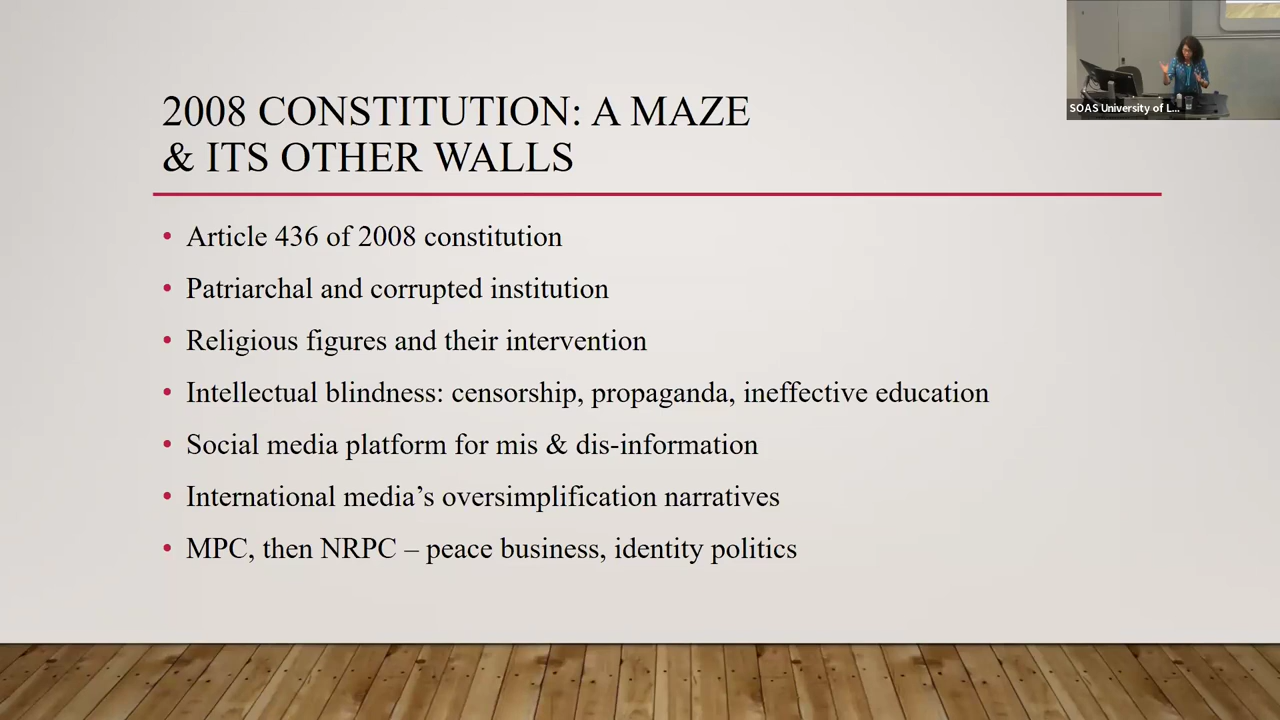 SOAS University of L...
2008 CONSTITUTION: A MAZE
& ITS OTHER WALLS
• Article 436 of 2008 constitution
• Patriarchal and corrupted institution
• Religious figures and their intervention
• Intellectual blindness: censorship, propaganda, ineffective education
• Social media platform for mis & dis-information
• International media's oversimplification narratives
• MPC, then NRPC – peace business, identity politics